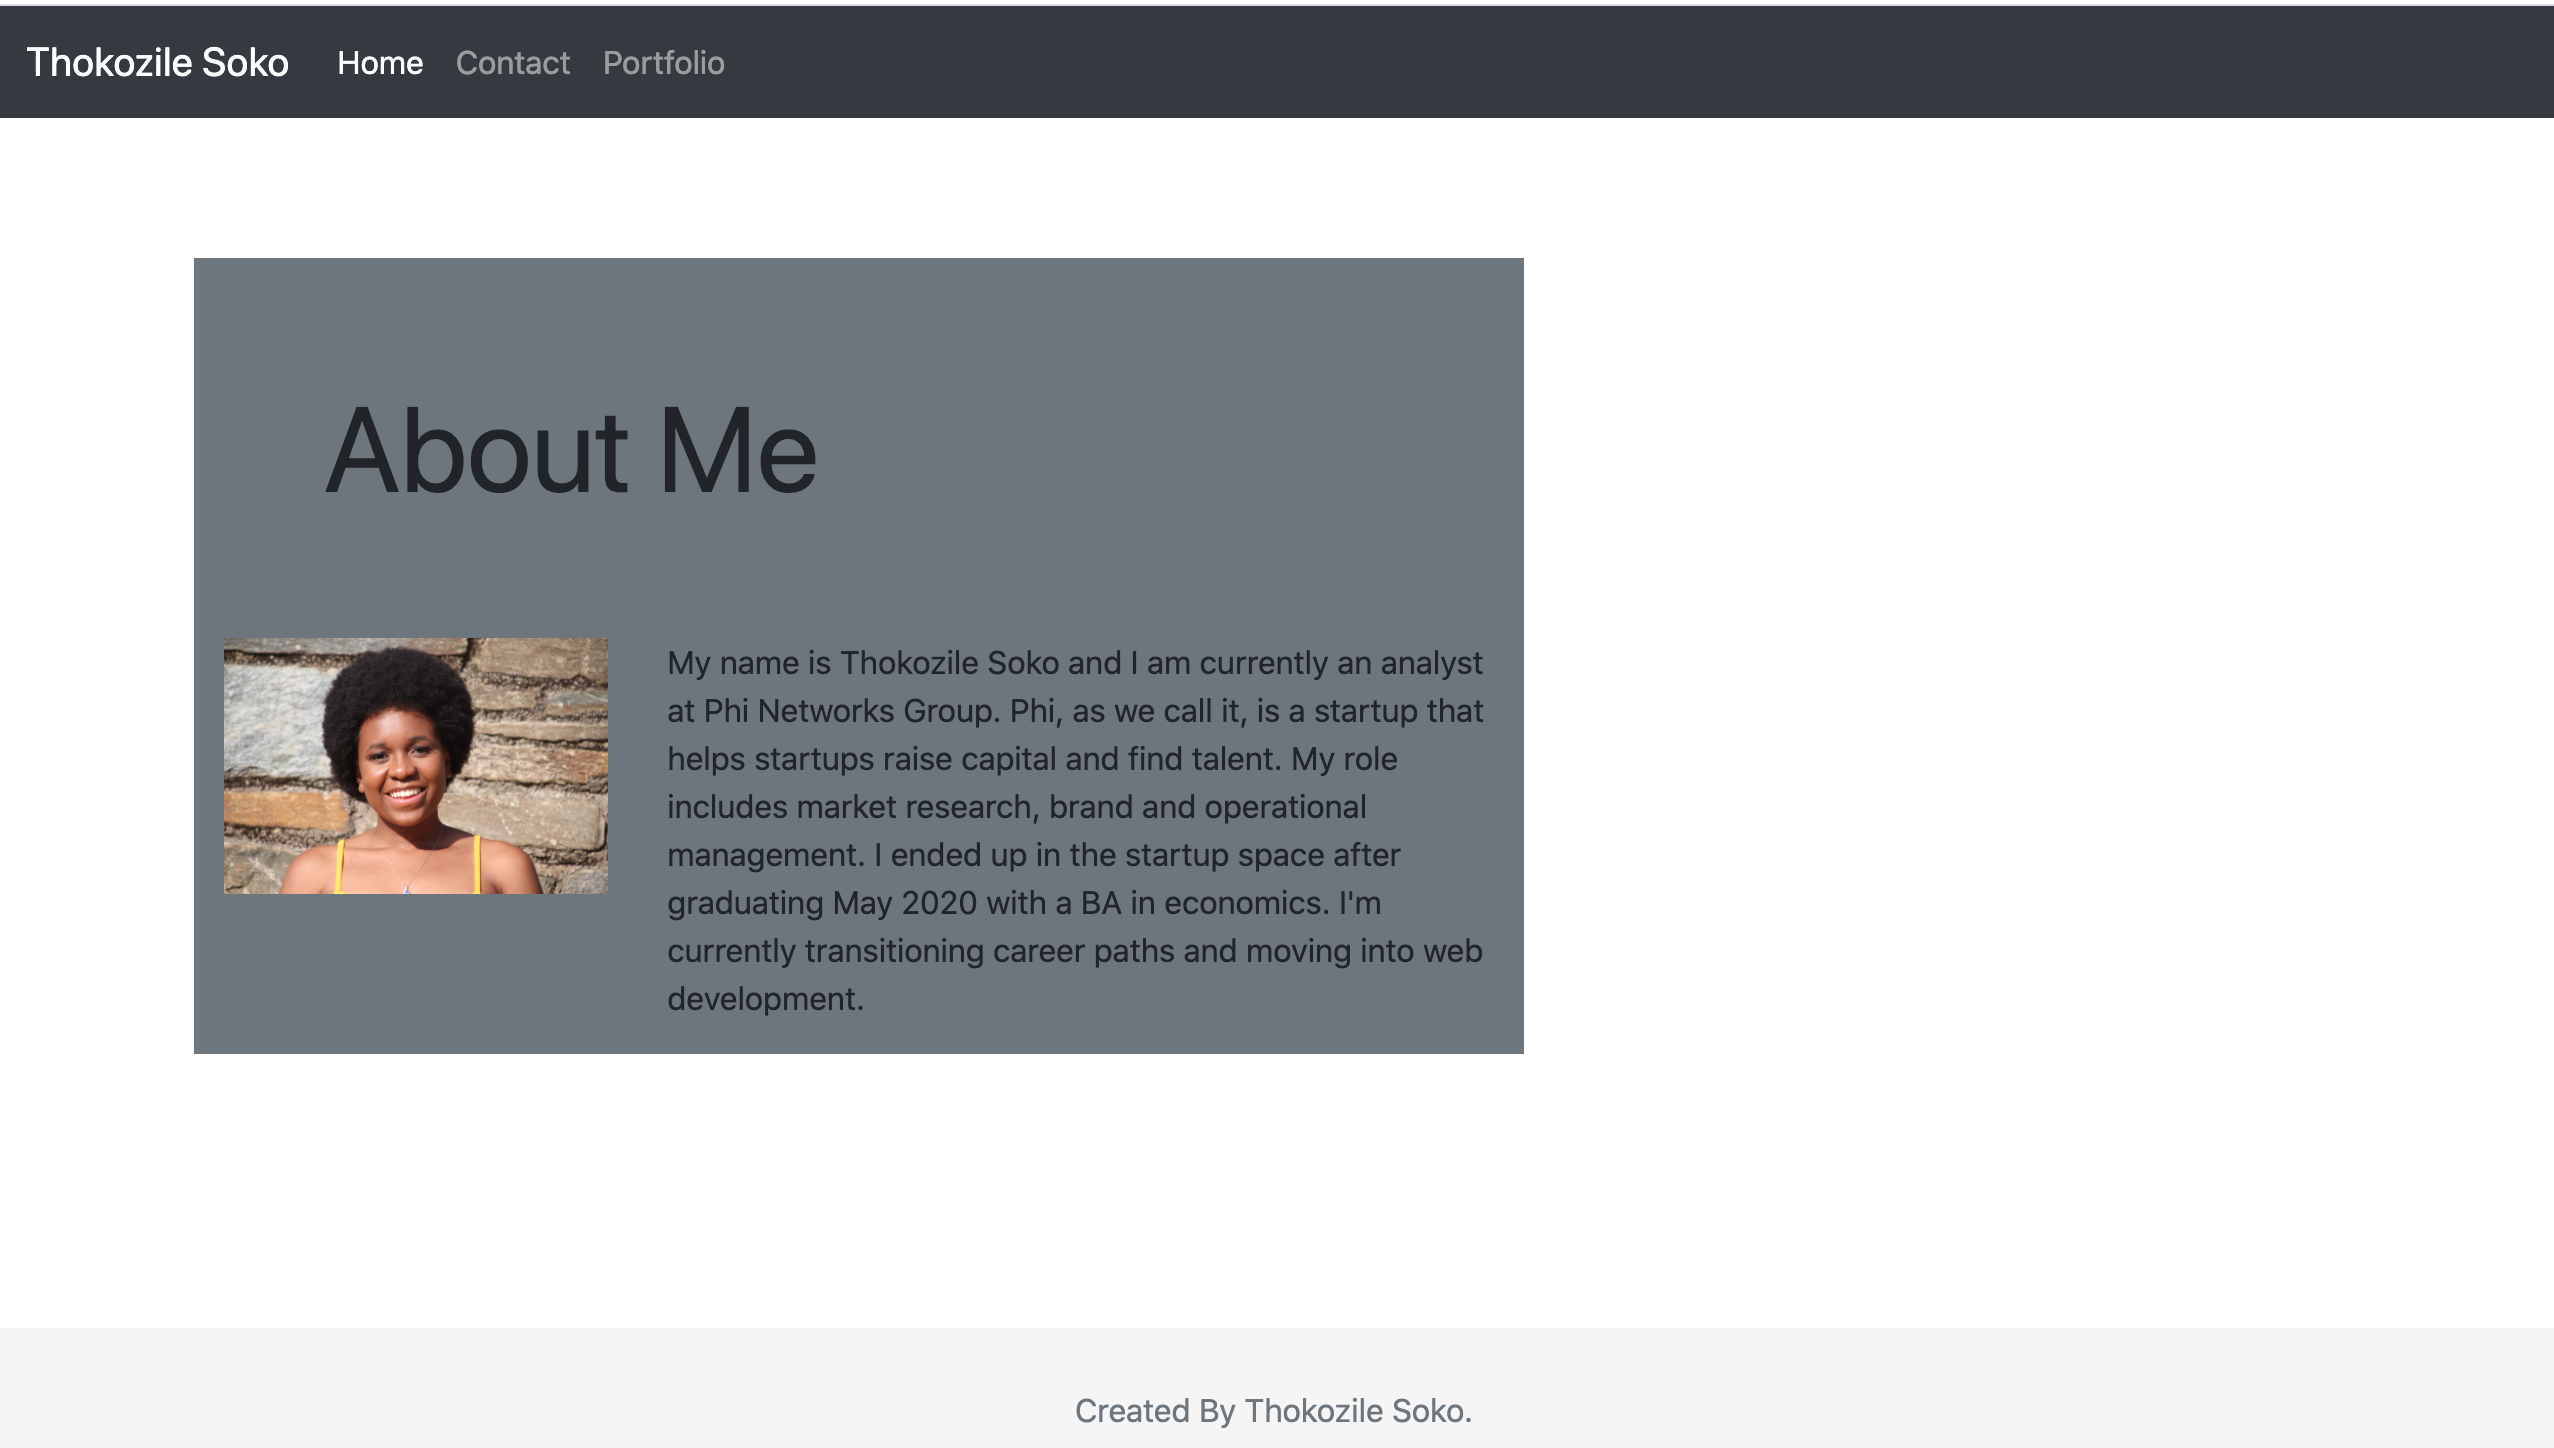 Thokozile Soko Home Contact Portfolio
About Me
My name is Thokozile Soko and I am currently an analyst
at Phi Networks Group. Phi, as we call it, is a startup that
helps startups raise capital and find talent. My role
includes market research, brand and operational
management. I ended up in the startup space after
graduating May 2020 with a BA in economics. I'm
currently transitioning career paths and moving into web
development.
Created By Thokozile Soko.